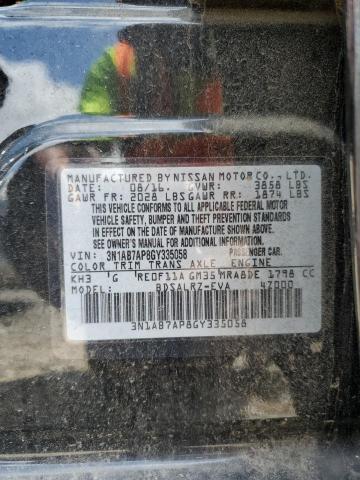 MANUFACTURED BY NISSAN MOTOR CO., LTD.
DATE: 08/16. GVWR: 3858 LBS
GAWR FR: 2028 LBS GAWR RR: 1874 LBS
THIS VEHICLE CONFORMS TO ALL APPLICABLE FEDERAL MOTOR
VEHICLE SAFETY, BUMPER AND THEFT PREVENTION STANDARDS
IN EFFECT ON THE DATE OF MANUFACTURE SHOWN ABOVE.
SEE OWNER'S MANUAL FOR ADDITIONAL INFORMATION.
VIN: 3N1AB7AP8GY335058 PASSENGER CAR
COLOR TRIM TRANS AXLE ENGINE
KH3 G RE0F11A GM35 MRA8DE 1798 CC
MODEL: BDSALRZ-EVA 47000
3N1AB7AP8GY335058